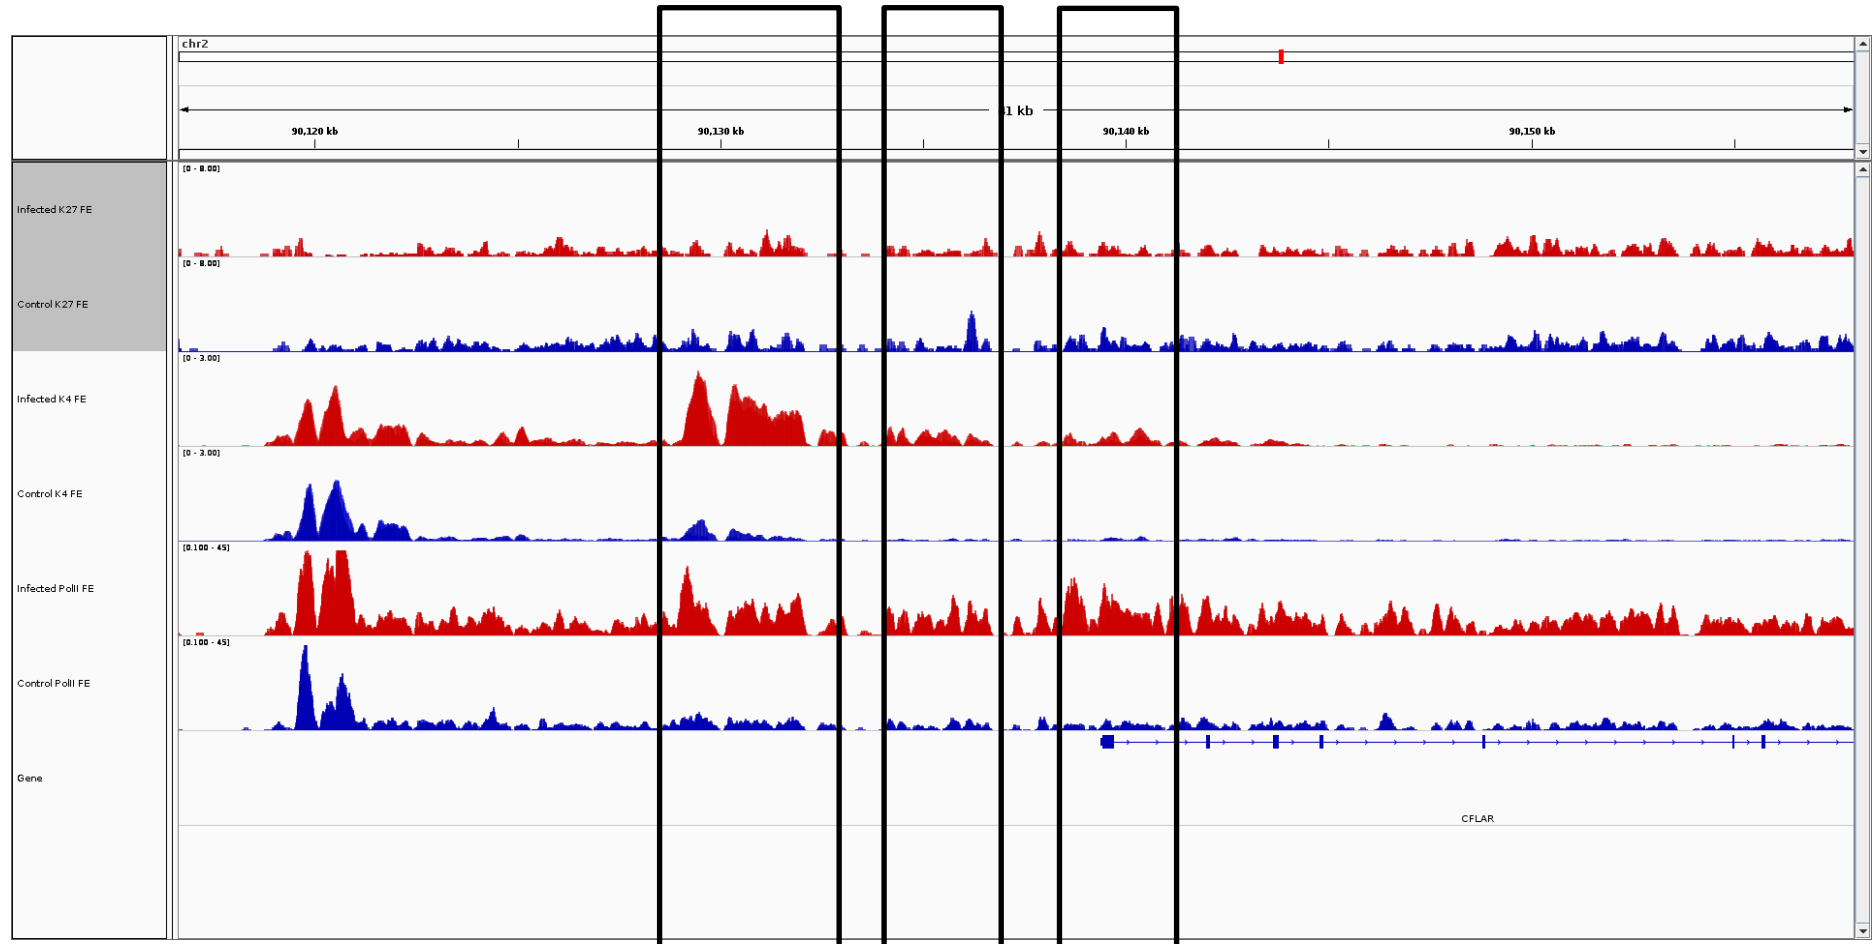 chr2
41 kb
90,120 kb 90,130 kb 90,140 kb 90,150 kb
[0 - 8.00]
Infected K27 FE
[0 - 8.00]
Control K27 FE
[0 - 3.00]
Infected K4 FE
[0 - 3.00]
Control K4 FE
[0.100 - 45]
Infected PolII FE
[0.100 - 45]
Control PolII FE
Gene
CFLAR